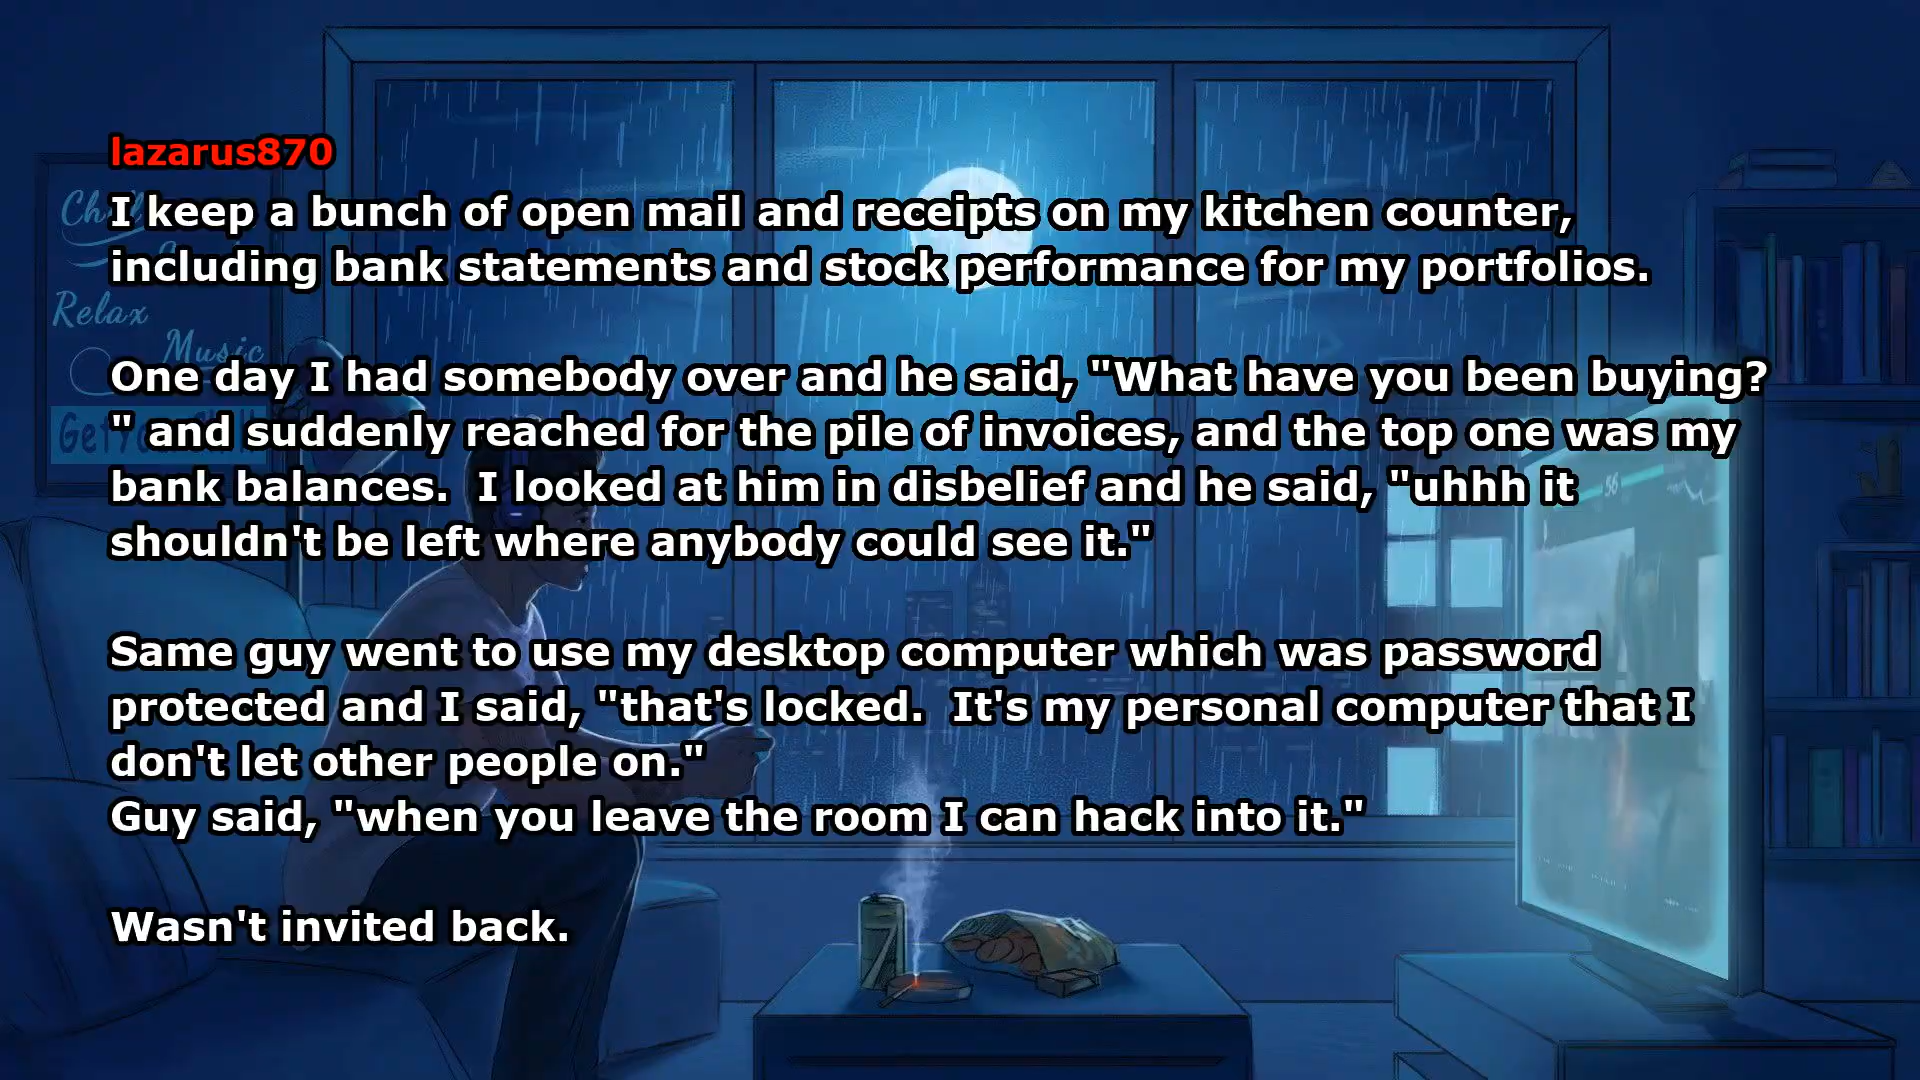 lazarus870
I keep a bunch of open mail and receipts on my kitchen counter,
including bank statements and stock performance for my portfolios.
One day I had somebody over and he said, "What have you been buying?
" and suddenly reached for the pile of invoices, and the top one was my
bank balances.  I looked at him in disbelief and he said, "uhhh it
shouldn't be left where anybody could see it."
Same guy went to use my desktop computer which was password
protected and I said, "that's locked.  It's my personal computer that I
don't let other people on."
Guy said, "when you leave the room I can hack into it."
Wasn't invited back.
Relax
Music
56